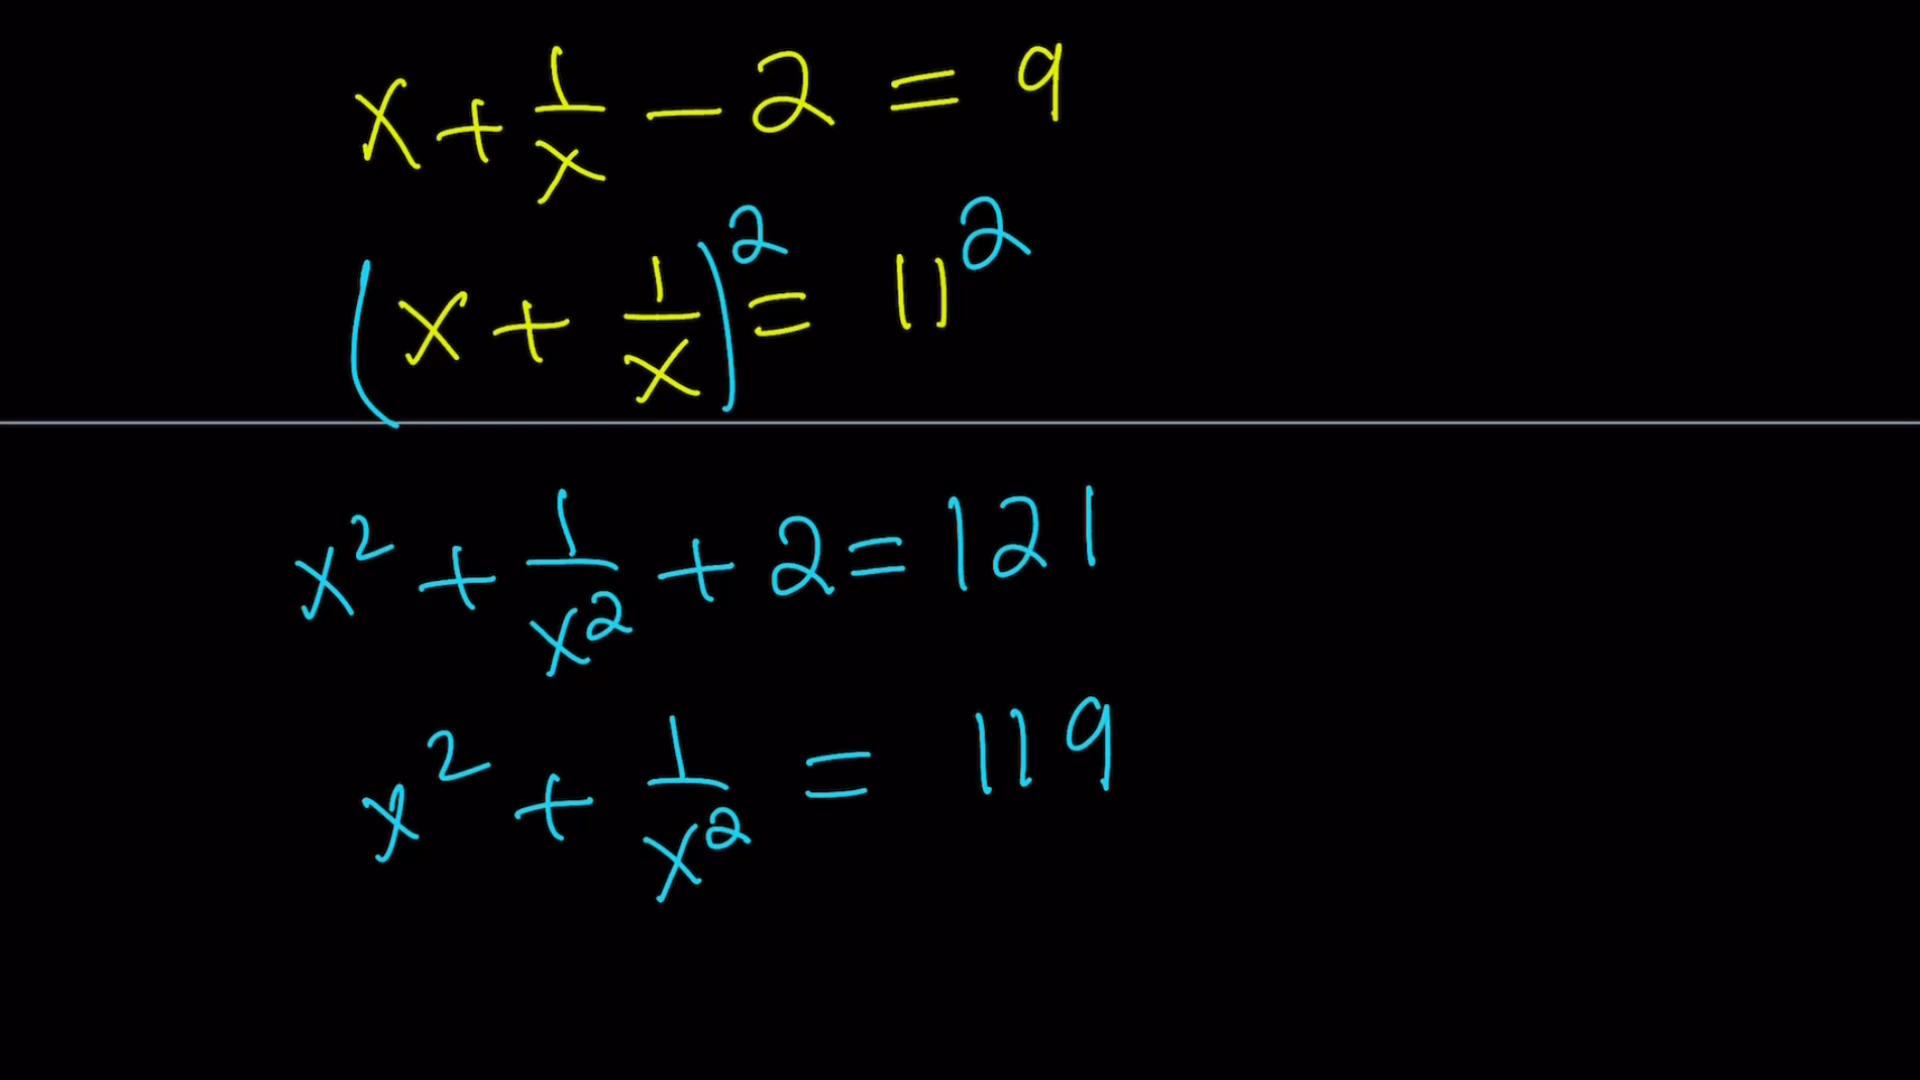 x + 1/x − 2 = 9
(x + 1/x)² = 11²
x² + 1/x² + 2 = 121
x² + 1/x² = 119